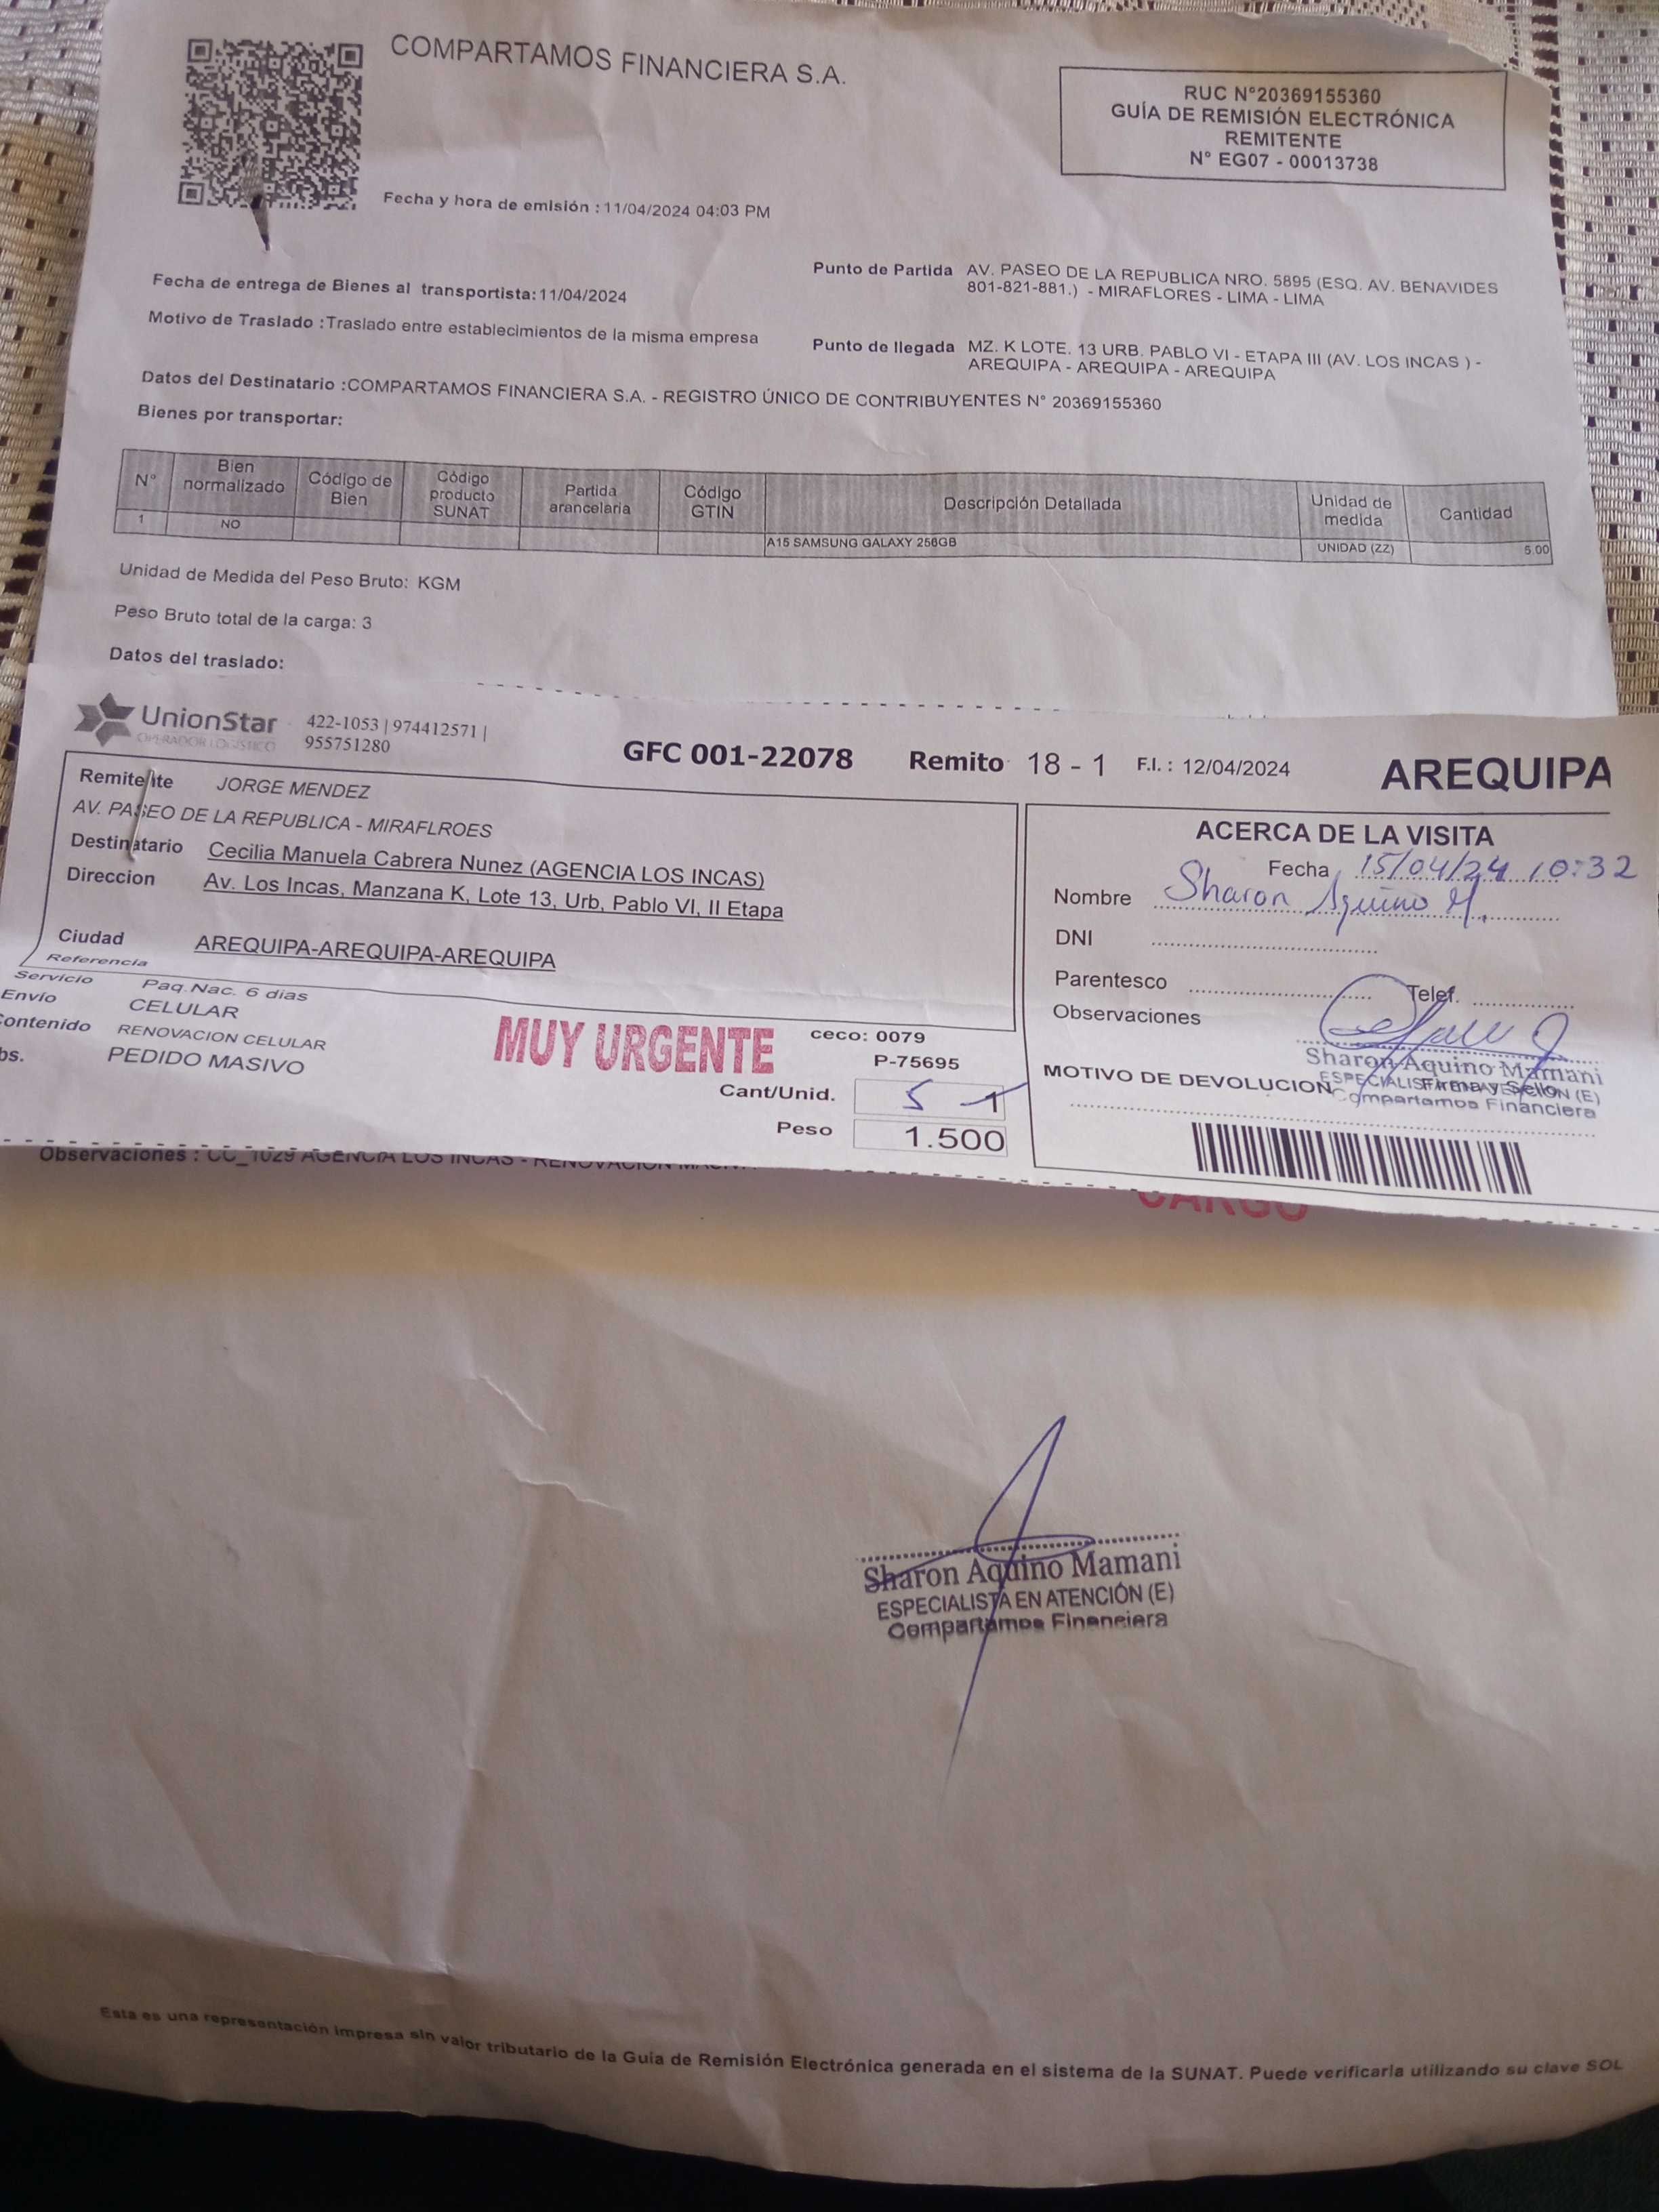 COMPARTAMOS FINANCIERA S.A.
RUC N°20369155360
GUÍA DE REMISIÓN ELECTRÓNICA
REMITENTE
N° EG07 - 00013738
Fecha y hora de emisión : 11/04/2024 04:03 PM
Fecha de entrega de Bienes al transportista: 11/04/2024
Motivo de Traslado : Traslado entre establecimientos de la misma empresa
Punto de Partida AV. PASEO DE LA REPUBLICA NRO. 5895 (ESQ. AV. BENAVIDES
801-821-881.) - MIRAFLORES - LIMA - LIMA
Punto de llegada MZ. K LOTE. 13 URB. PABLO VI - ETAPA III (AV. LOS INCAS ) -
AREQUIPA - AREQUIPA - AREQUIPA
Datos del Destinatario : COMPARTAMOS FINANCIERA S.A. - REGISTRO ÚNICO DE CONTRIBUYENTES N° 20369155360
Bienes por transportar:
N° Bien normalizado Código de Bien Código producto SUNAT Partida arancelaria Código GTIN Descripción Detallada Unidad de medida Cantidad
1 NO A15 SAMSUNG GALAXY 256GB UNIDAD (ZZ) 5.00
Unidad de Medida del Peso Bruto: KGM
Peso Bruto total de la carga: 3
Datos del traslado:
UnionStar
OPERADOR LOGISTICO
422-1053 | 974412571 |
955751280
GFC 001-22078 Remito 18 - 1 F.I. : 12/04/2024 AREQUIPA
Remitente JORGE MENDEZ
AV. PASEO DE LA REPUBLICA - MIRAFLROES
Destinatario Cecilia Manuela Cabrera Nunez (AGENCIA LOS INCAS)
Direccion Av. Los Incas, Manzana K, Lote 13, Urb, Pablo VI, II Etapa
Ciudad AREQUIPA-AREQUIPA-AREQUIPA
Referencia
Servicio Paq.Nac. 6 dias
Envio CELULAR
Contenido RENOVACION CELULAR
bs. PEDIDO MASIVO
MUY URGENTE
ceco: 0079
P-75695
Cant/Unid. 5 1
Peso 1.500
ACERCA DE LA VISITA
Fecha 15/04/24 10:32
Nombre Sharon Aquino M.
DNI
Parentesco Telef.
Observaciones
Sharon Aquino Mamani
ESPECIALISTA EN ATENCIÓN (E)
Firma y Sello
Compartamos Financiera
MOTIVO DE DEVOLUCION
Observaciones : CC_1029 AGENCIA LOS INCAS - RENOVACION
CARGO
Sharon Aquino Mamani
ESPECIALISTA EN ATENCIÓN (E)
Compartamos Financiera
Esta es una representación impresa sin valor tributario de la Guía de Remisión Electrónica generada en el sistema de la SUNAT. Puede verificarla utilizando su clave SOL